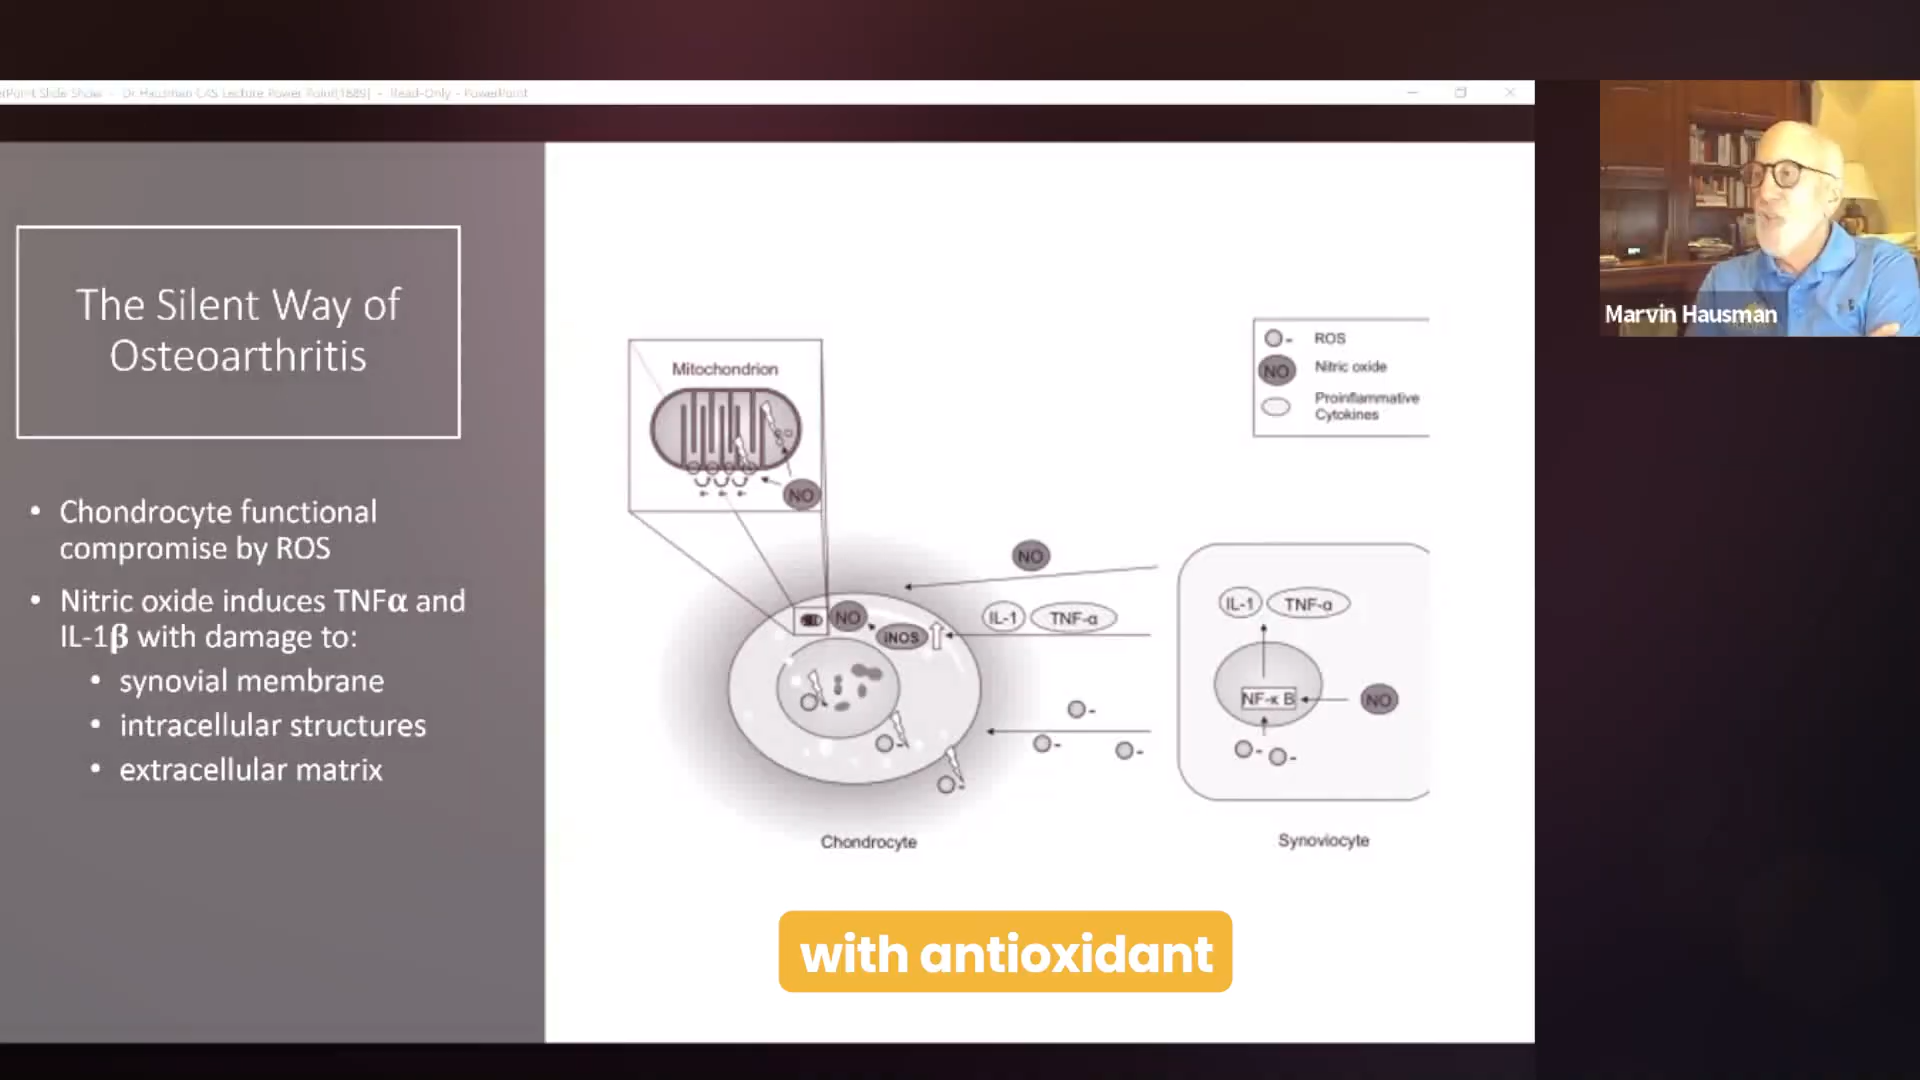 PowerPoint Slide Show - Dr Hausman CAS Lecture Power Point[1889] - Read-Only - PowerPoint
The Silent Way of
Osteoarthritis
• Chondrocyte functional
compromise by ROS
• Nitric oxide induces TNFα and
IL-1β with damage to:
• synovial membrane
• intracellular structures
• extracellular matrix
Mitochondrion
NO
ROS
NO Nitric oxide
Proinflammative
Cytokines
NO
IL-1 TNF-α
NO
iNOS
IL-1 TNF-α
NF-κ B
NO
Chondrocyte
Synoviocyte
with antioxidant
Marvin Hausman